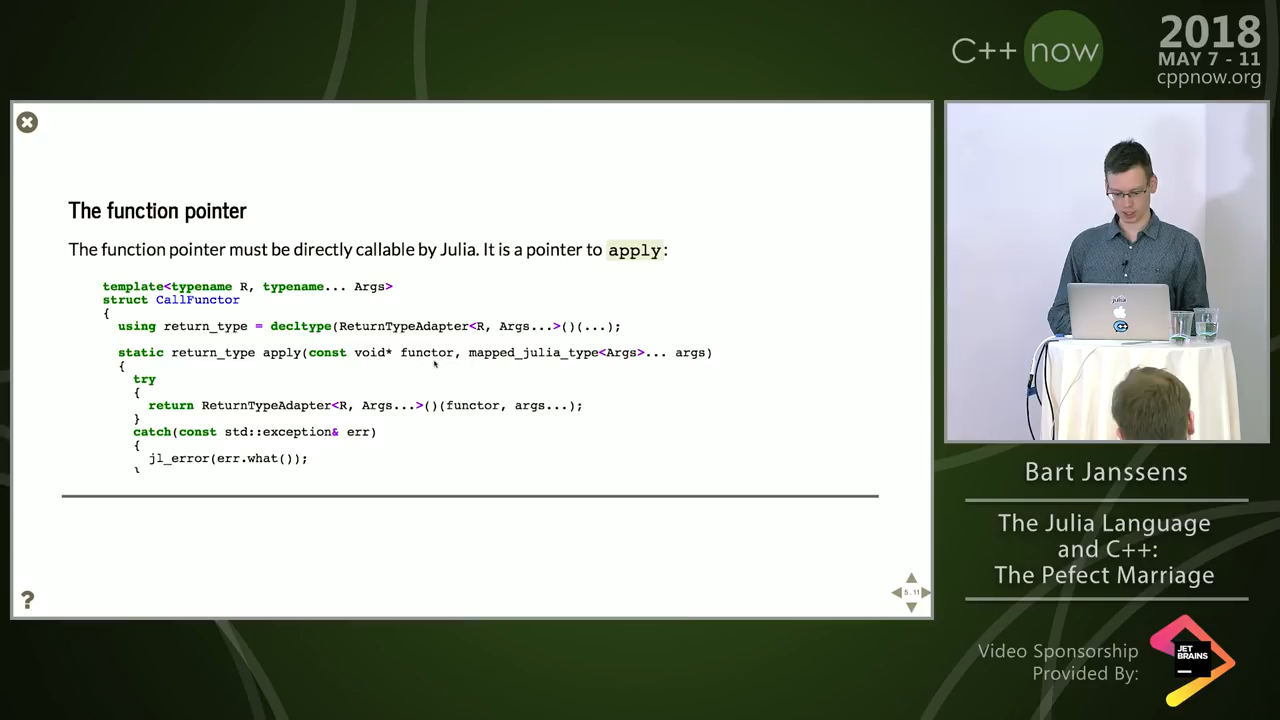 C++ now
2018
MAY 7 - 11
cppnow.org
The function pointer
The function pointer must be directly callable by Julia. It is a pointer to apply:
template<typename R, typename... Args>
struct CallFunctor
{
using return_type = decltype(ReturnTypeAdapter<R, Args...>()(...);
static return_type apply(const void* functor, mapped_julia_type<Args>... args)
{
try
{
return ReturnTypeAdapter<R, Args...>()(functor, args...);
}
catch(const std::exception& err)
{
jl_error(err.what());
}
?
5.11
julia
Bart Janssens
The Julia Language
and C++:
The Pefect Marriage
Video Sponsorship
Provided By:
JET
BRAINS